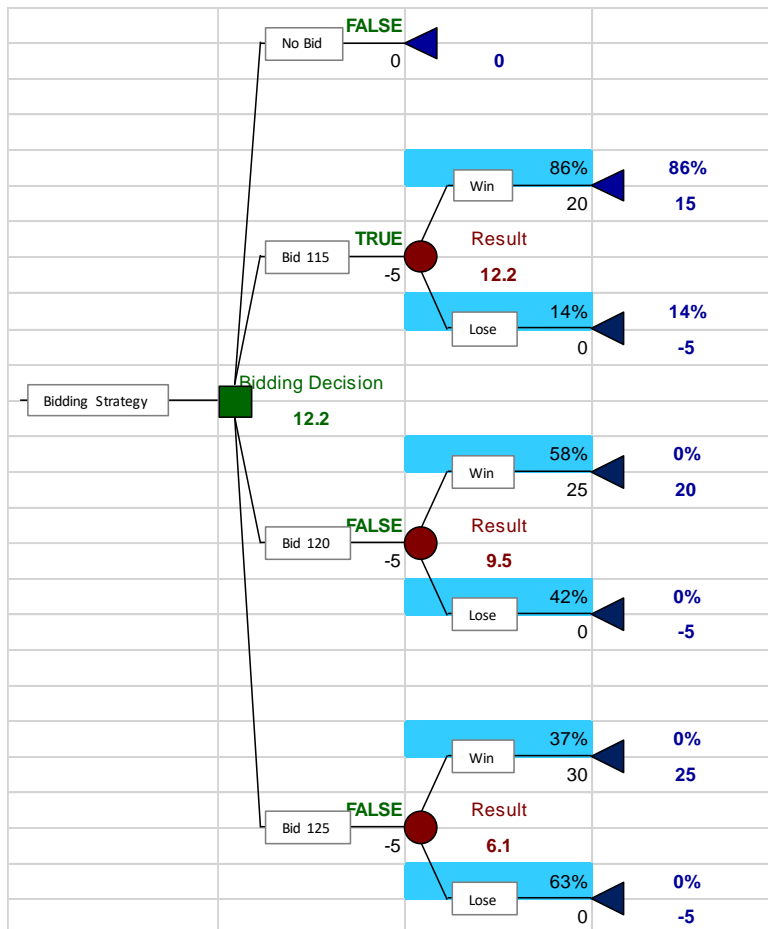 FALSE
No Bid
0
0
86%
86%
Win
20
15
TRUE
Result
Bid 115
-5
12.2
14%
14%
Lose
0
-5
Bidding Decision
Bidding Strategy
12.2
58%
0%
Win
25
20
FALSE
Result
Bid 120
-5
9.5
42%
0%
Lose
0
-5
37%
0%
Win
30
25
FALSE
Result
Bid 125
-5
6.1
63%
0%
Lose
0
-5